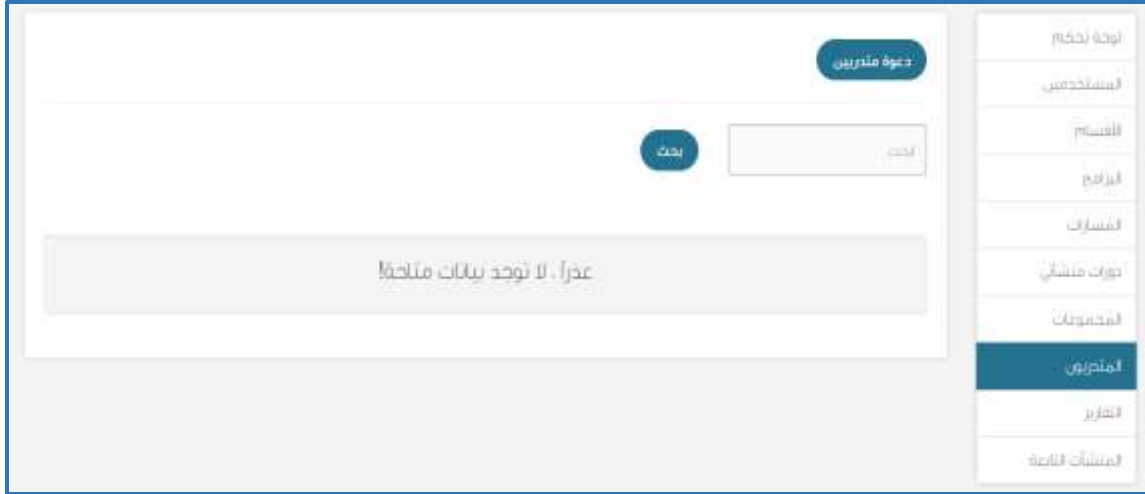 لوحة تحكم
المستخدمين
الأقسام
البرامج
المسارات
دورات منشأتي
المجموعات
المتدربون
التقارير
المنشآت التابعة
دعوة متدربين
ابحث
بحث
عذراً ، لا توجد بيانات متاحة!